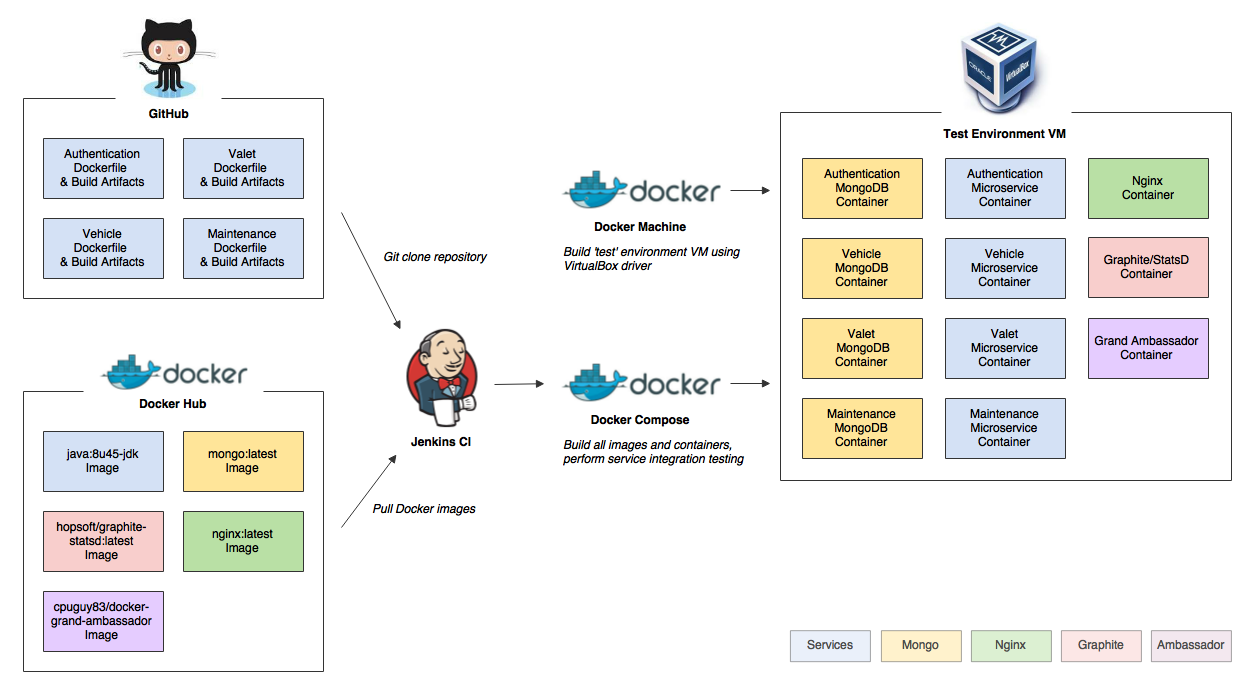 GitHub
Authentication
Dockerfile
& Build Artifacts
Valet
Dockerfile
& Build Artifacts
Vehicle
Dockerfile
& Build Artifacts
Maintenance
Dockerfile
& Build Artifacts
Git clone repository
docker
Docker Hub
java:8u45-jdk
Image
mongo:latest
Image
hopsoft/graphite-
statsd:latest
Image
nginx:latest
Image
cpuguy83/docker-
grand-ambassador
Image
Pull Docker images
Jenkins CI
docker
Docker Machine
Build 'test' environment VM using
VirtualBox driver
docker
Docker Compose
Build all images and containers,
perform service integration testing
VM
ORACLE
VirtualBox
Test Environment VM
Authentication
MongoDB
Container
Authentication
Microservice
Container
Nginx
Container
Vehicle
MongoDB
Container
Vehicle
Microservice
Container
Graphite/StatsD
Container
Valet
MongoDB
Container
Valet
Microservice
Container
Grand Ambassador
Container
Maintenance
MongoDB
Container
Maintenance
Microservice
Container
Services
Mongo
Nginx
Graphite
Ambassador